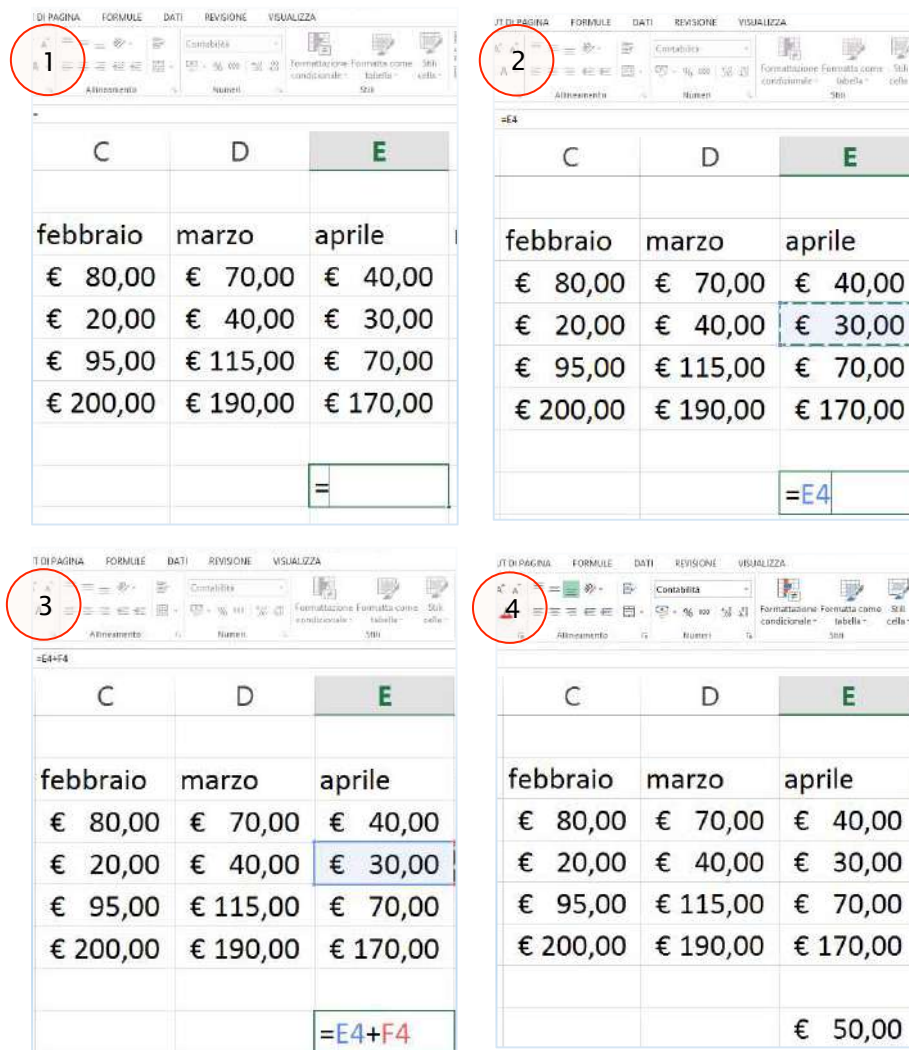 I DI PAGINA FORMULE DATI REVISIONE VISUALIZZA
1
Contabilità
% 000
Formattazione condizionale Formatta come tabella Stili cella
Allineamento Numeri Stili
=
C D E
febbraio marzo aprile
€ 80,00 € 70,00 € 40,00
€ 20,00 € 40,00 € 30,00
€ 95,00 € 115,00 € 70,00
€ 200,00 € 190,00 € 170,00
=
UT DI PAGINA FORMULE DATI REVISIONE VISUALIZZA
2
Contabilità
% 000
Formattazione condizionale Formatta come tabella Stili cella
Allineamento Numeri Stili
=E4
C D E
febbraio marzo aprile
€ 80,00 € 70,00 € 40,00
€ 20,00 € 40,00 € 30,00
€ 95,00 € 115,00 € 70,00
€ 200,00 € 190,00 € 170,00
=E4
T DI PAGINA FORMULE DATI REVISIONE VISUALIZZA
3
Contabilità
% 000
Formattazione condizionale Formatta come tabella Stili cella
Allineamento Numeri Stili
=E4+F4
C D E
febbraio marzo aprile
€ 80,00 € 70,00 € 40,00
€ 20,00 € 40,00 € 30,00
€ 95,00 € 115,00 € 70,00
€ 200,00 € 190,00 € 170,00
=E4+F4
UT DI PAGINA FORMULE DATI REVISIONE VISUALIZZA
4
Contabilità
% 000
Formattazione condizionale Formatta come tabella Stili cella
Allineamento Numeri Stili
C D E
febbraio marzo aprile
€ 80,00 € 70,00 € 40,00
€ 20,00 € 40,00 € 30,00
€ 95,00 € 115,00 € 70,00
€ 200,00 € 190,00 € 170,00
€ 50,00